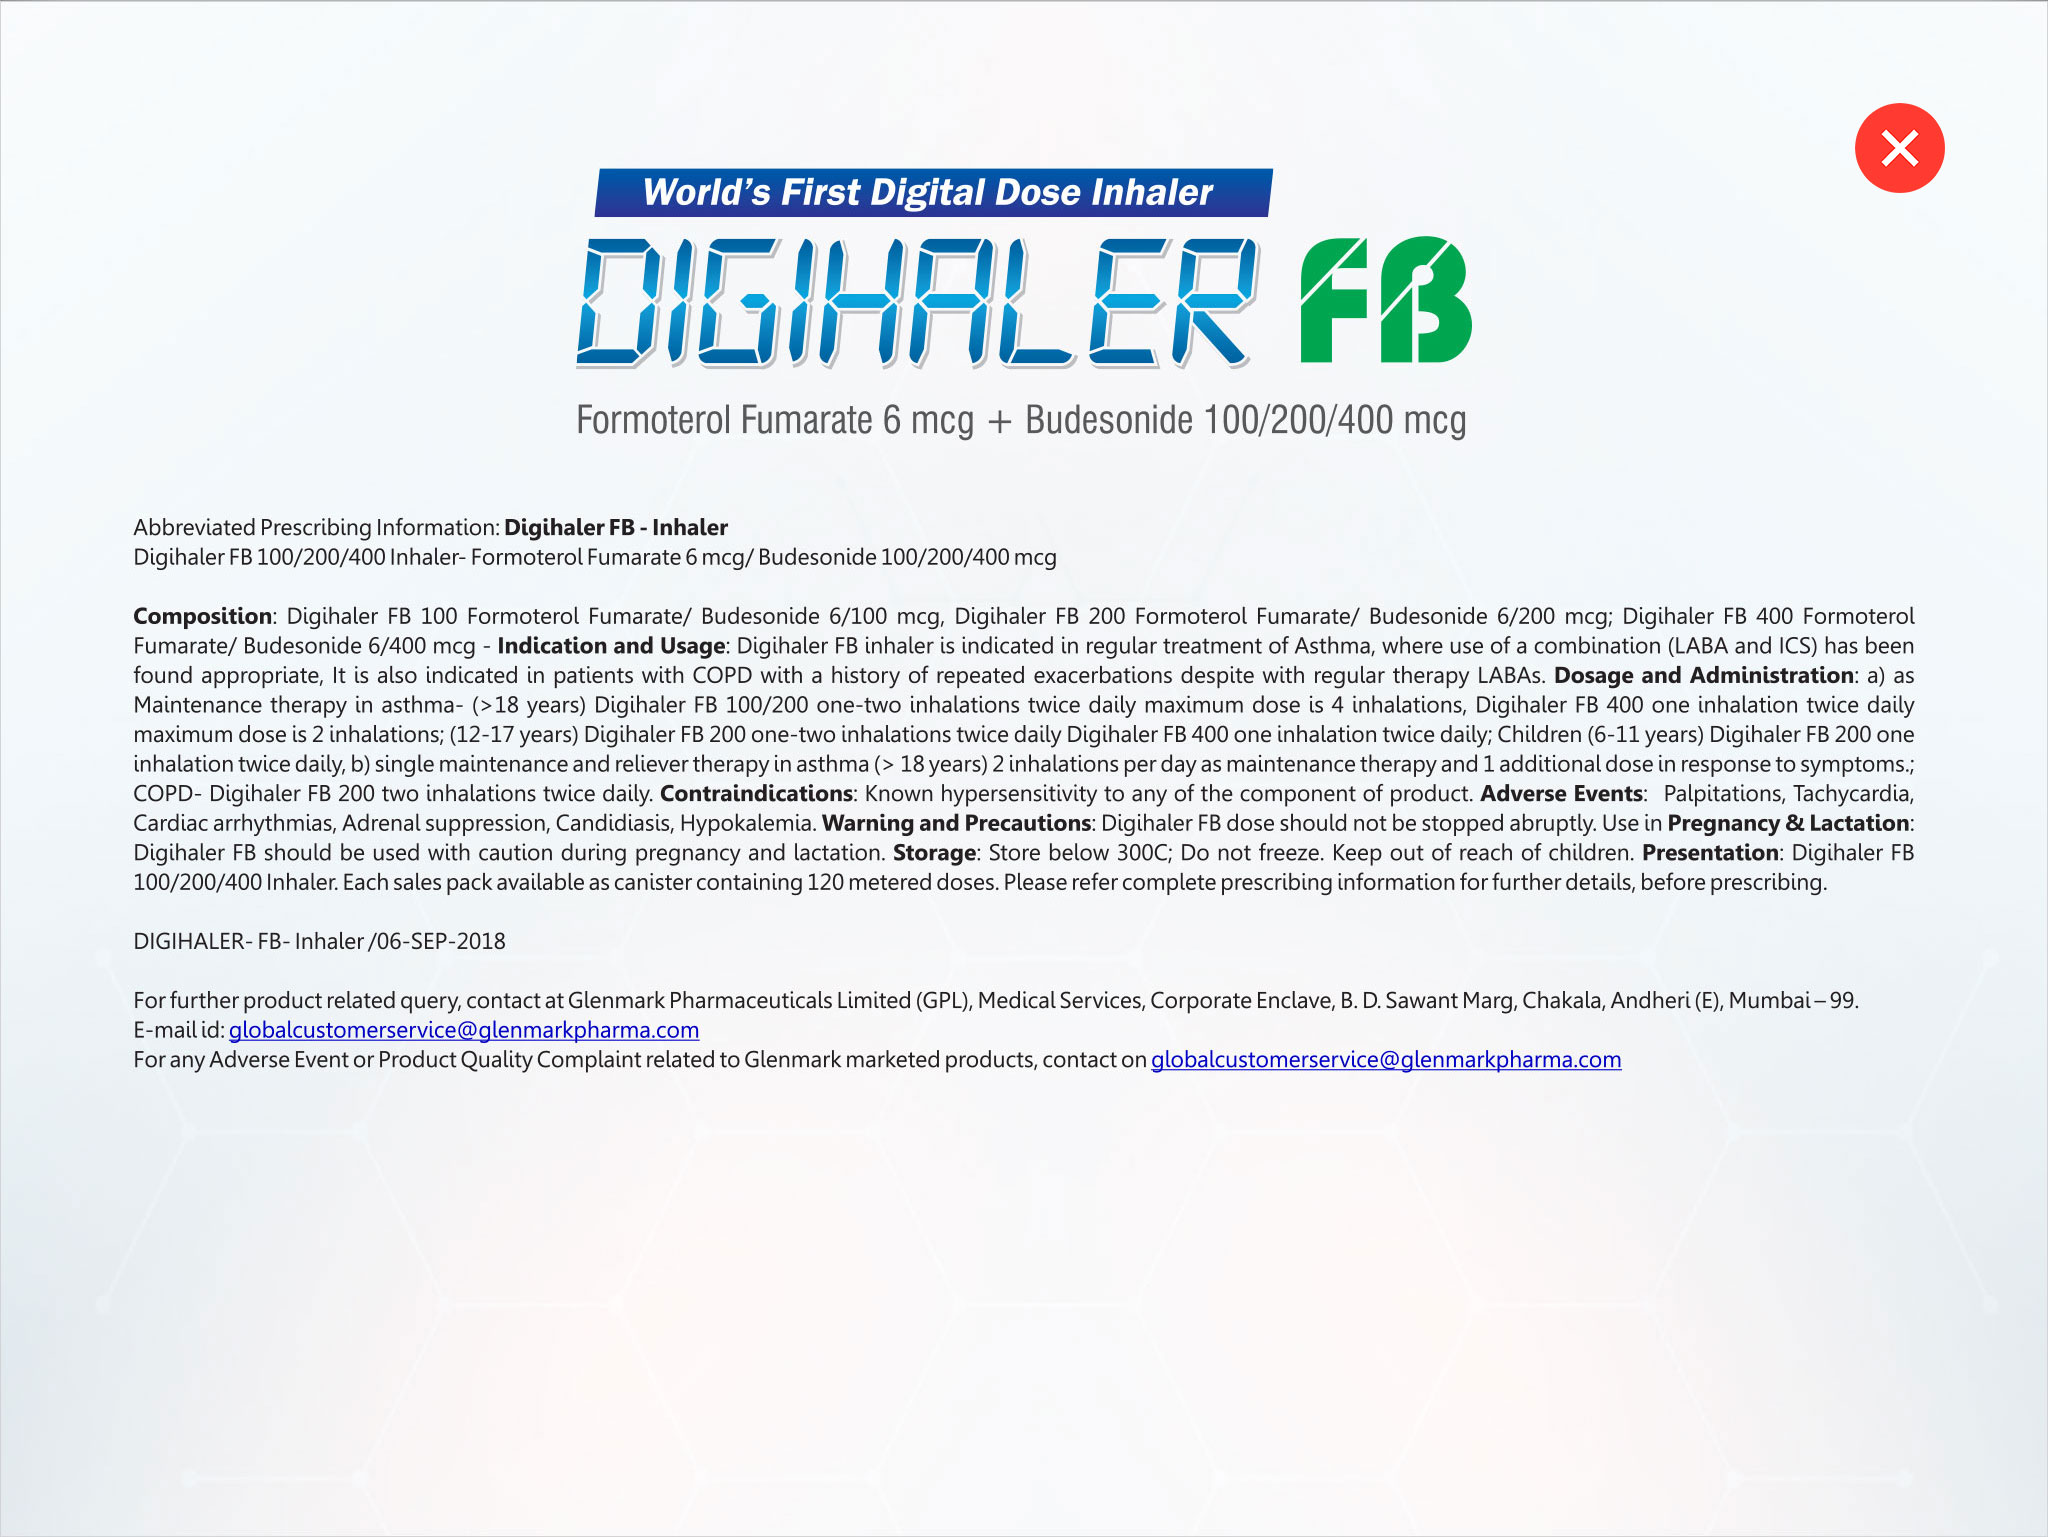 World's First Digital Dose Inhaler
DIGIHALER FB
Formoterol Fumarate 6 mcg + Budesonide 100/200/400 mcg
Abbreviated Prescribing Information: Digihaler FB - Inhaler
Digihaler FB 100/200/400 Inhaler- Formoterol Fumarate 6 mcg/ Budesonide 100/200/400 mcg
Composition: Digihaler FB 100 Formoterol Fumarate/ Budesonide 6/100 mcg, Digihaler FB 200 Formoterol Fumarate/ Budesonide 6/200 mcg; Digihaler FB 400 Formoterol
Fumarate/ Budesonide 6/400 mcg - Indication and Usage: Digihaler FB inhaler is indicated in regular treatment of Asthma, where use of a combination (LABA and ICS) has been
found appropriate, It is also indicated in patients with COPD with a history of repeated exacerbations despite with regular therapy LABAs. Dosage and Administration: a) as
Maintenance therapy in asthma- (>18 years) Digihaler FB 100/200 one-two inhalations twice daily maximum dose is 4 inhalations, Digihaler FB 400 one inhalation twice daily
maximum dose is 2 inhalations; (12-17 years) Digihaler FB 200 one-two inhalations twice daily Digihaler FB 400 one inhalation twice daily; Children (6-11 years) Digihaler FB 200 one
inhalation twice daily, b) single maintenance and reliever therapy in asthma (> 18 years) 2 inhalations per day as maintenance therapy and 1 additional dose in response to symptoms.;
COPD- Digihaler FB 200 two inhalations twice daily. Contraindications: Known hypersensitivity to any of the component of product. Adverse Events: Palpitations, Tachycardia,
Cardiac arrhythmias, Adrenal suppression, Candidiasis, Hypokalemia. Warning and Precautions: Digihaler FB dose should not be stopped abruptly. Use in Pregnancy & Lactation:
Digihaler FB should be used with caution during pregnancy and lactation. Storage: Store below 300C; Do not freeze. Keep out of reach of children. Presentation: Digihaler FB
100/200/400 Inhaler. Each sales pack available as canister containing 120 metered doses. Please refer complete prescribing information for further details, before prescribing.
DIGIHALER- FB- Inhaler /06-SEP-2018
For further product related query, contact at Glenmark Pharmaceuticals Limited (GPL), Medical Services, Corporate Enclave, B. D. Sawant Marg, Chakala, Andheri (E), Mumbai – 99.
E-mail id: globalcustomerservice@glenmarkpharma.com
For any Adverse Event or Product Quality Complaint related to Glenmark marketed products, contact on globalcustomerservice@glenmarkpharma.com